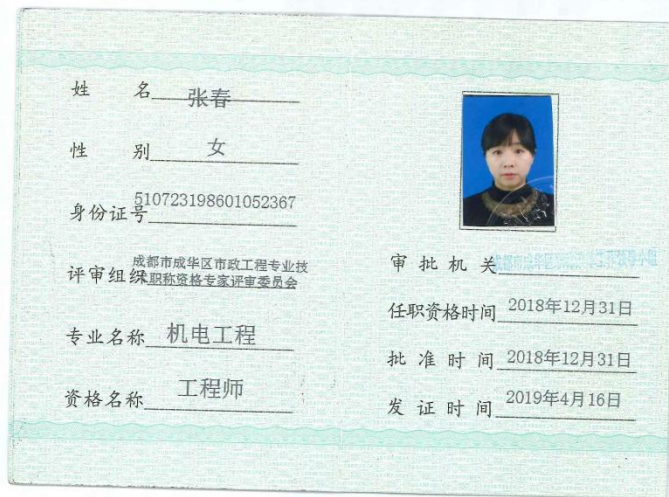 姓 名 张春
性 别 女
身份证号 510723198601052367
评审组织 成都市成华区市政工程专业技
术职称资格专家评审委员会
专业名称 机电工程
资格名称 工程师
审批机关
任职资格时间 2018年12月31日
批准时间 2018年12月31日
发证时间 2019年4月16日